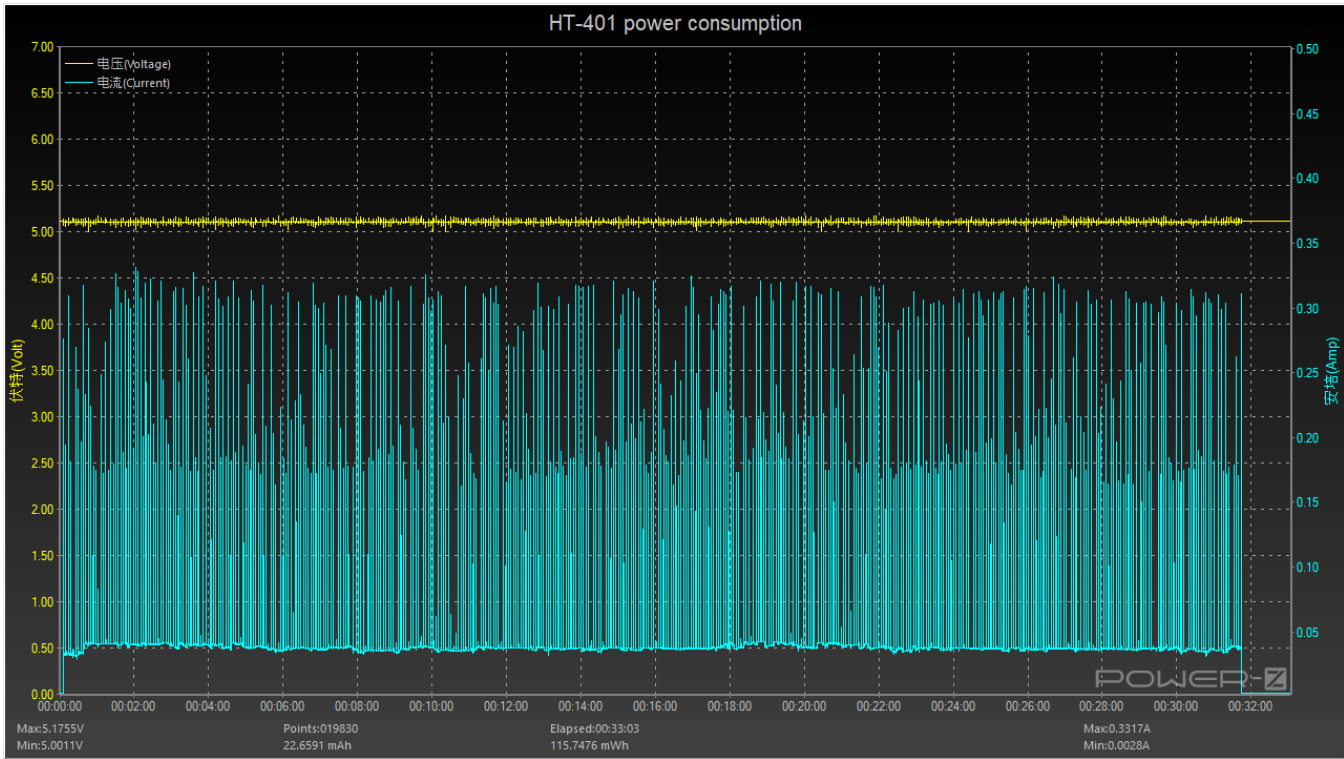 HT-401 power consumption
电压(Voltage)
电流(Current)
7.00
6.50
6.00
5.50
5.00
4.50
4.00
3.50
3.00
2.50
2.00
1.50
1.00
0.50
0.00
伏特(Volt)
0.50
0.45
0.40
0.35
0.30
0.25
0.20
0.15
0.10
0.05
安培(Amp)
POWER-Z
00:00:00 00:02:00 00:04:00 00:06:00 00:08:00 00:10:00 00:12:00 00:14:00 00:16:00 00:18:00 00:20:00 00:22:00 00:24:00 00:26:00 00:28:00 00:30:00 00:32:00
Max:5.1755V Points:019830 Elapsed:00:33:03 Max:0.3317A
Min:5.0011V 22.6591 mAh 115.7476 mWh Min:0.0028A